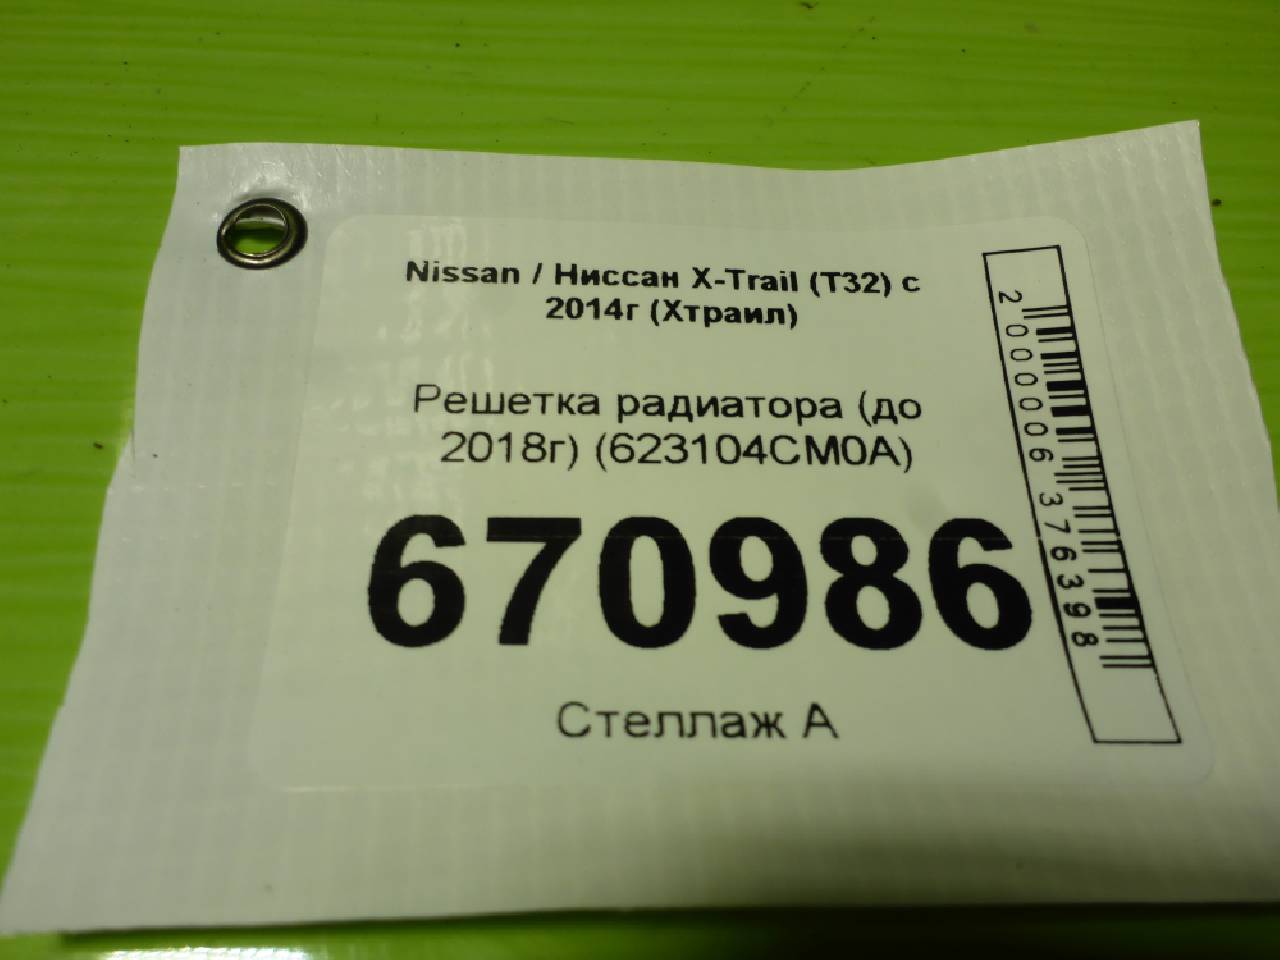 Nissan / Ниссан X-Trail (T32) с
2014г (Хтраил)
Решетка радиатора (до
2018г) (623104CM0A)
670986
Стеллаж А
2000006376398